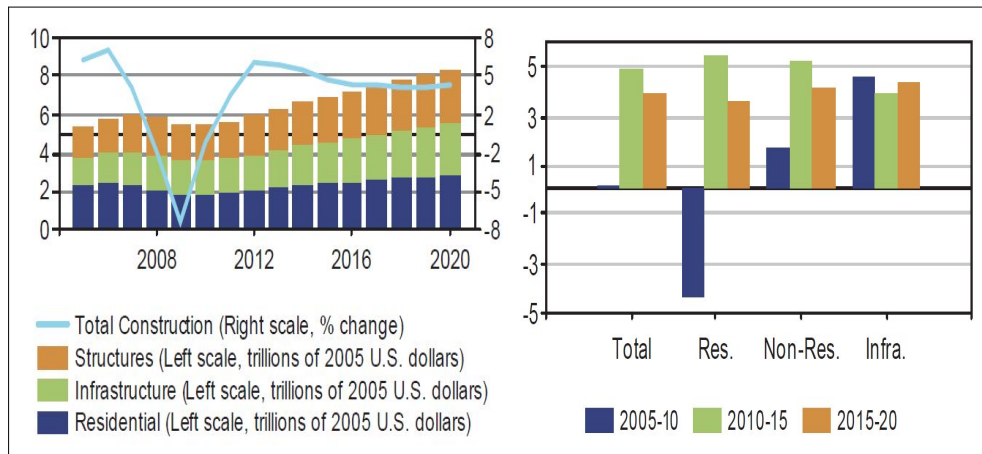 10
8
6
4
2
0
8
5
2
-2
-5
-8
2008 2012 2016 2020
Total Construction (Right scale, % change)
Structures (Left scale, trillions of 2005 U.S. dollars)
Infrastructure (Left scale, trillions of 2005 U.S. dollars)
Residential (Left scale, trillions of 2005 U.S. dollars)
5
3
1
-1
-3
-5
Total Res. Non-Res. Infra.
2005-10 2010-15 2015-20